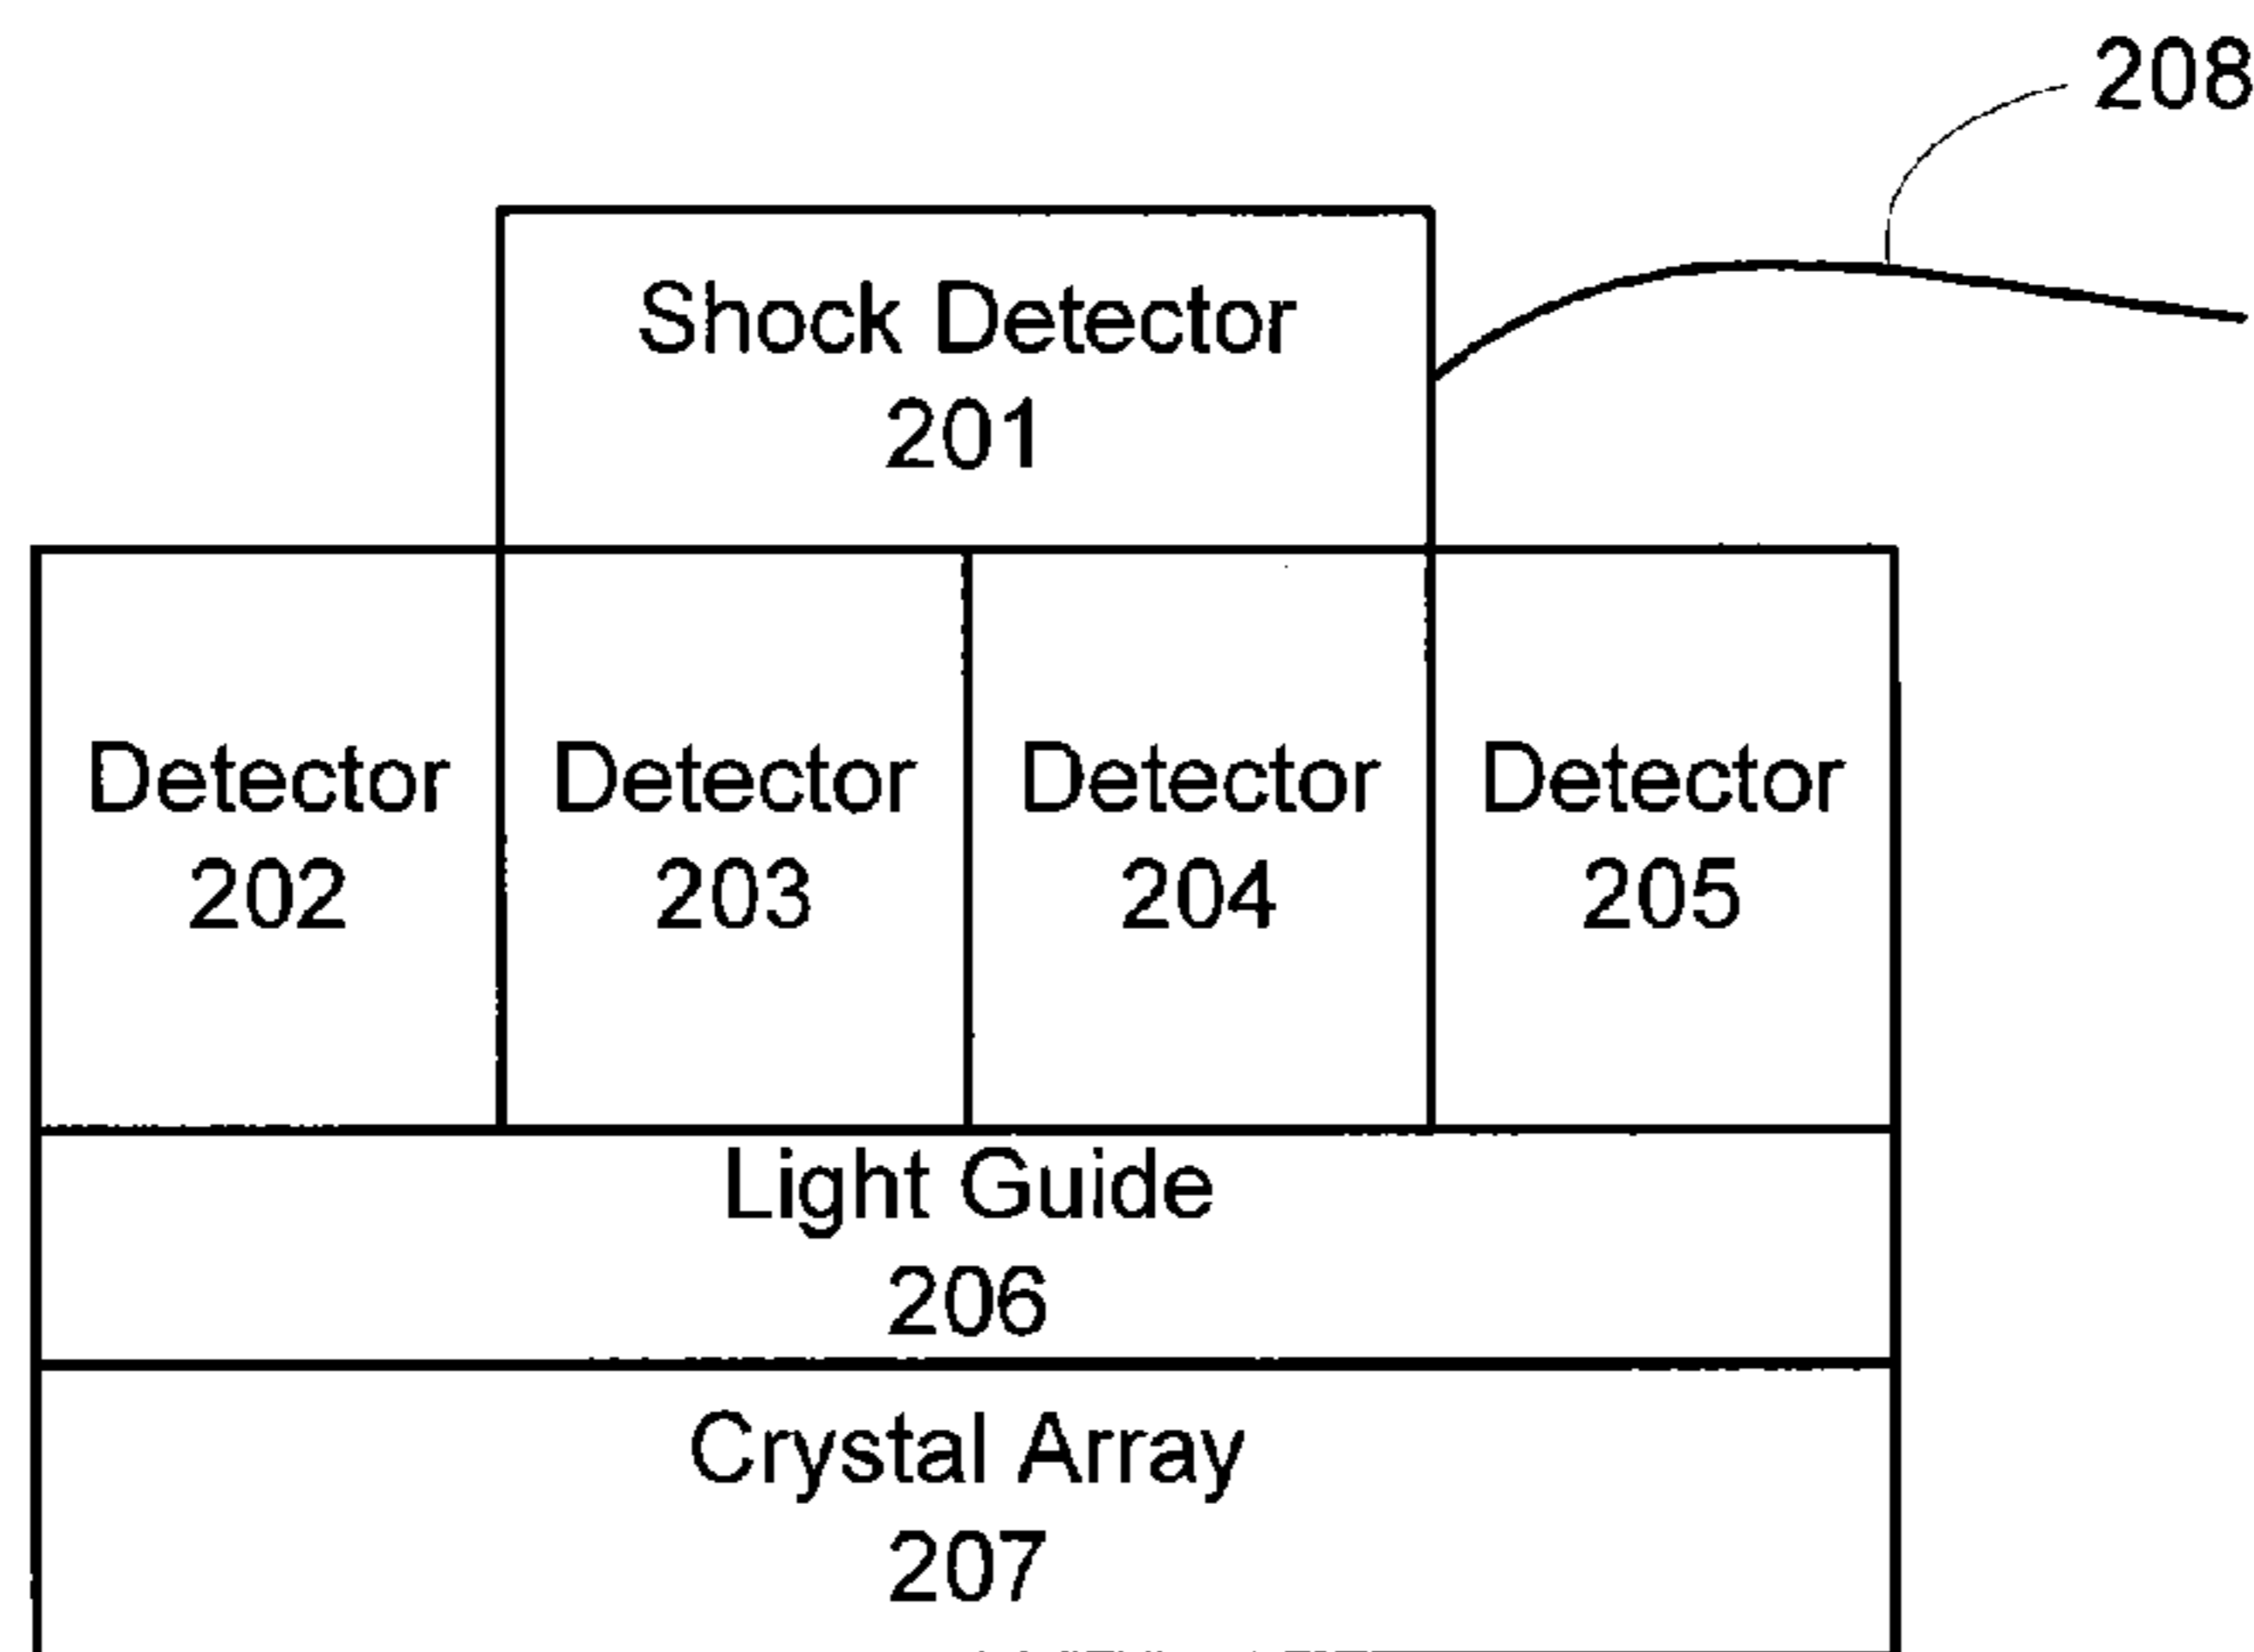 208
Shock Detector
201
Detector Detector Detector Detector
202 203 204 205
Light Guide
206
Crystal Array
207